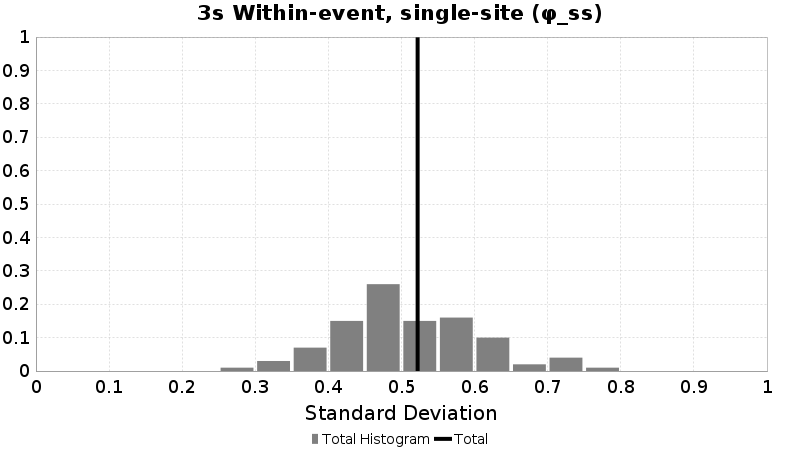 3s Within-event, single-site (φ_ss)
1
0.9
0.8
0.7
0.6
0.5
0.4
0.3
0.2
0.1
0
0 0.1 0.2 0.3 0.4 0.5 0.6 0.7 0.8 0.9 1
Standard Deviation
Total Histogram Total